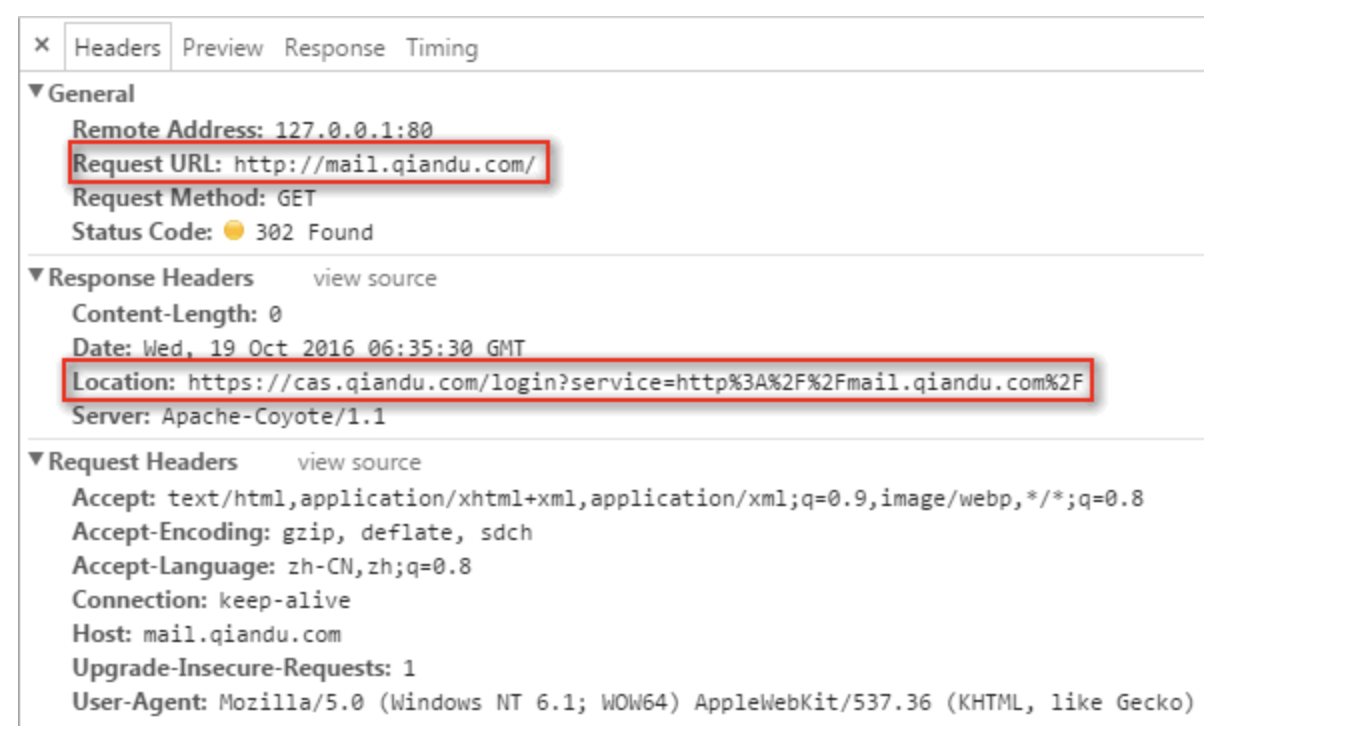 × Headers Preview Response Timing
▼General
Remote Address: 127.0.0.1:80
Request URL: http://mail.qiandu.com/
Request Method: GET
Status Code: 302 Found
▼Response Headers view source
Content-Length: 0
Date: Wed, 19 Oct 2016 06:35:30 GMT
Location: https://cas.qiandu.com/login?service=http%3A%2F%2Fmail.qiandu.com%2F
Server: Apache-Coyote/1.1
▼Request Headers view source
Accept: text/html,application/xhtml+xml,application/xml;q=0.9,image/webp,*/*;q=0.8
Accept-Encoding: gzip, deflate, sdch
Accept-Language: zh-CN,zh;q=0.8
Connection: keep-alive
Host: mail.qiandu.com
Upgrade-Insecure-Requests: 1
User-Agent: Mozilla/5.0 (Windows NT 6.1; WOW64) AppleWebKit/537.36 (KHTML, like Gecko)